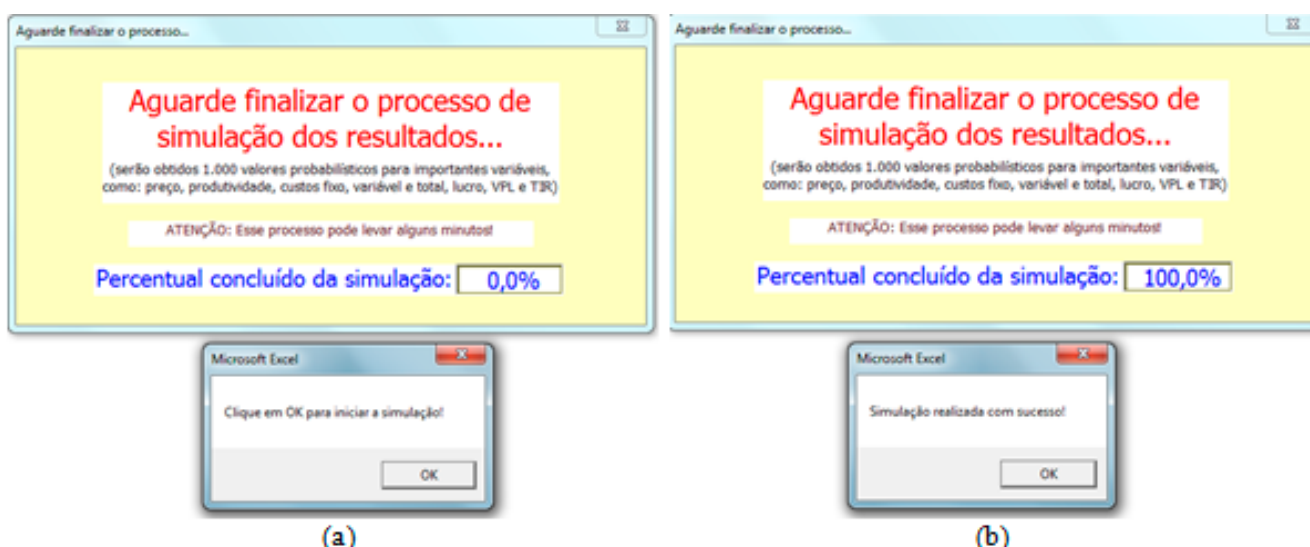 Aguarde finalizar o processo...
Aguarde finalizar o processo de
simulação dos resultados...
(serão obtidos 1.000 valores probabilísticos para importantes variáveis,
como: preço, produtividade, custos fixo, variável e total, lucro, VPL e TIR)
ATENÇÃO: Esse processo pode levar alguns minutos!
Percentual concluído da simulação: 0,0%
Microsoft Excel
Clique em OK para iniciar a simulação!
OK
(a)
Aguarde finalizar o processo...
Aguarde finalizar o processo de
simulação dos resultados...
(serão obtidos 1.000 valores probabilísticos para importantes variáveis,
como: preço, produtividade, custos fixo, variável e total, lucro, VPL e TIR)
ATENÇÃO: Esse processo pode levar alguns minutos!
Percentual concluído da simulação: 100,0%
Microsoft Excel
Simulação realizada com sucesso!
OK
(b)